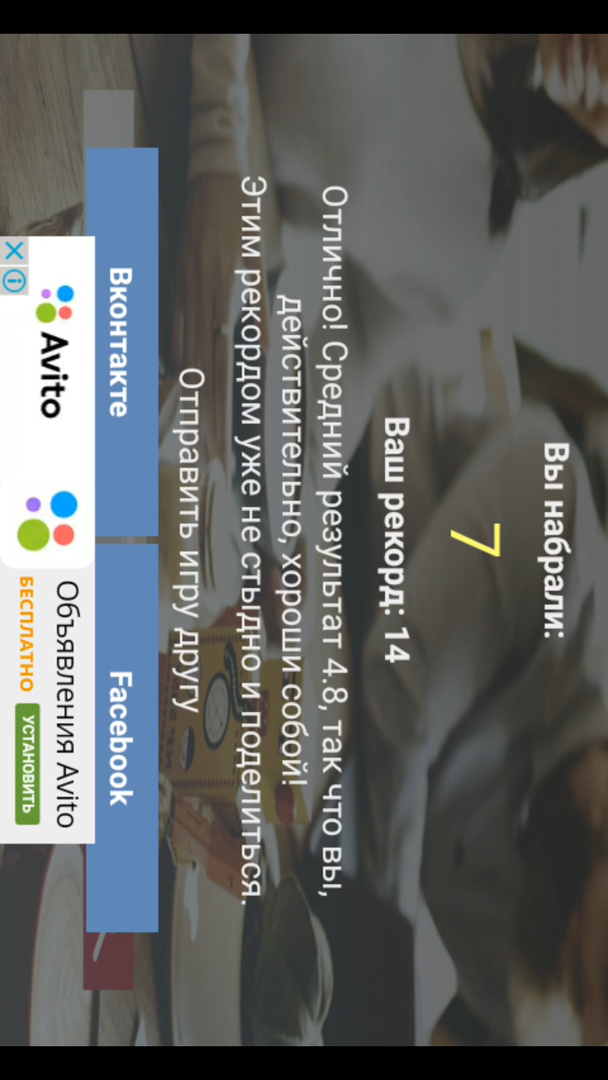 Вы набрали:
7
Ваш рекорд: 14
Отлично! Средний результат 4.8, так что вы,
действительно, хороши собой!
Этим рекордом уже не стыдно и поделиться.
Отправить игру другу
Вконтакте
Facebook
Avito
Объявления Avito
БЕСПЛАТНО
УСТАНОВИТЬ